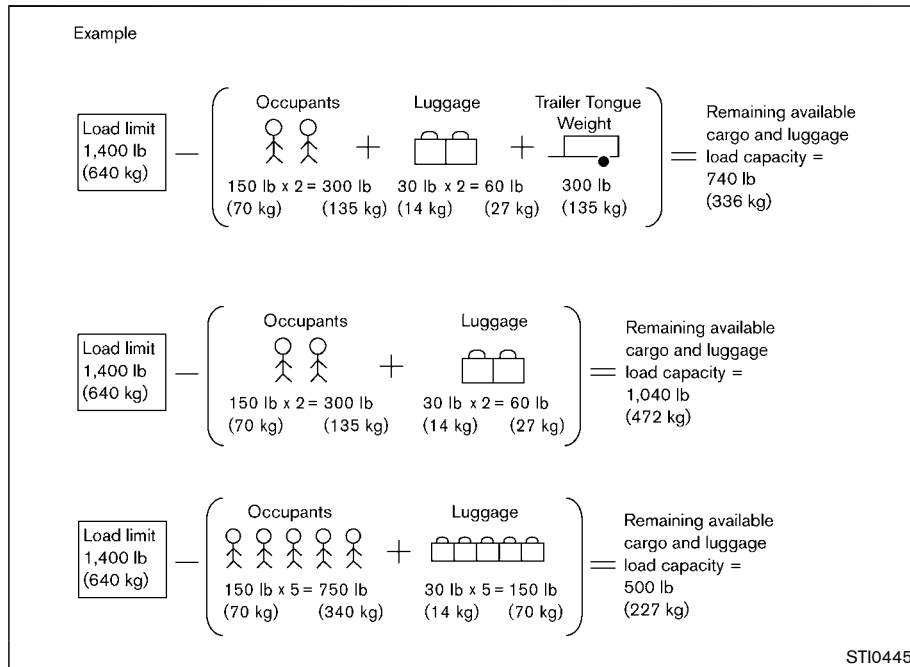 Example
Load limit
1,400 lb
(640 kg)
Occupants
150 lb x 2 = 300 lb
(70 kg) (135 kg)
Luggage
30 lb x 2 = 60 lb
(14 kg) (27 kg)
Trailer Tongue
Weight
300 lb
(135 kg)
Remaining available
cargo and luggage
load capacity =
740 lb
(336 kg)
Load limit
1,400 lb
(640 kg)
Occupants
150 lb x 2 = 300 lb
(70 kg) (135 kg)
Luggage
30 lb x 2 = 60 lb
(14 kg) (27 kg)
Remaining available
cargo and luggage
load capacity =
1,040 lb
(472 kg)
Load limit
1,400 lb
(640 kg)
Occupants
150 lb x 5 = 750 lb
(70 kg) (340 kg)
Luggage
30 lb x 5 = 150 lb
(14 kg) (70 kg)
Remaining available
cargo and luggage
load capacity =
500 lb
(227 kg)
STI0445